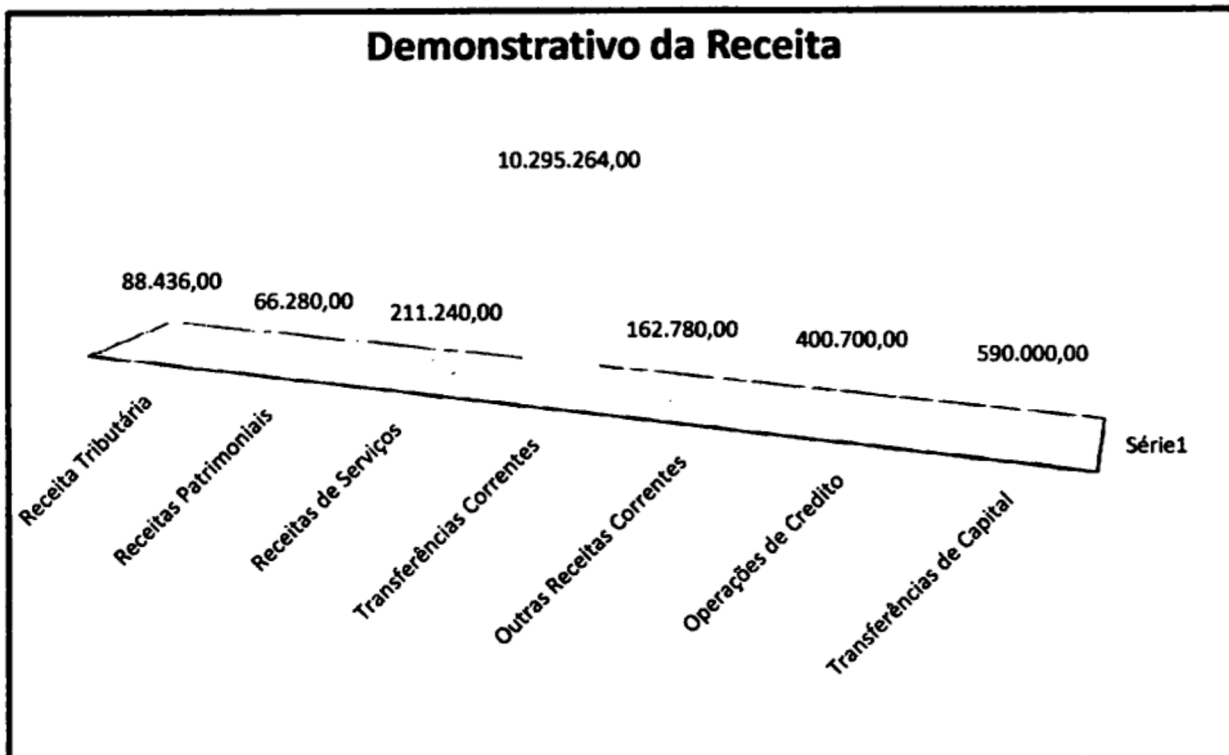 Demonstrativo da Receita
10.295.264,00
88.436,00
66.280,00
211.240,00
162.780,00
400.700,00
590.000,00
Série1
Receita Tributária
Receitas Patrimoniais
Receitas de Serviços
Transferências Correntes
Outras Receitas Correntes
Operações de Credito
Transferências de Capital